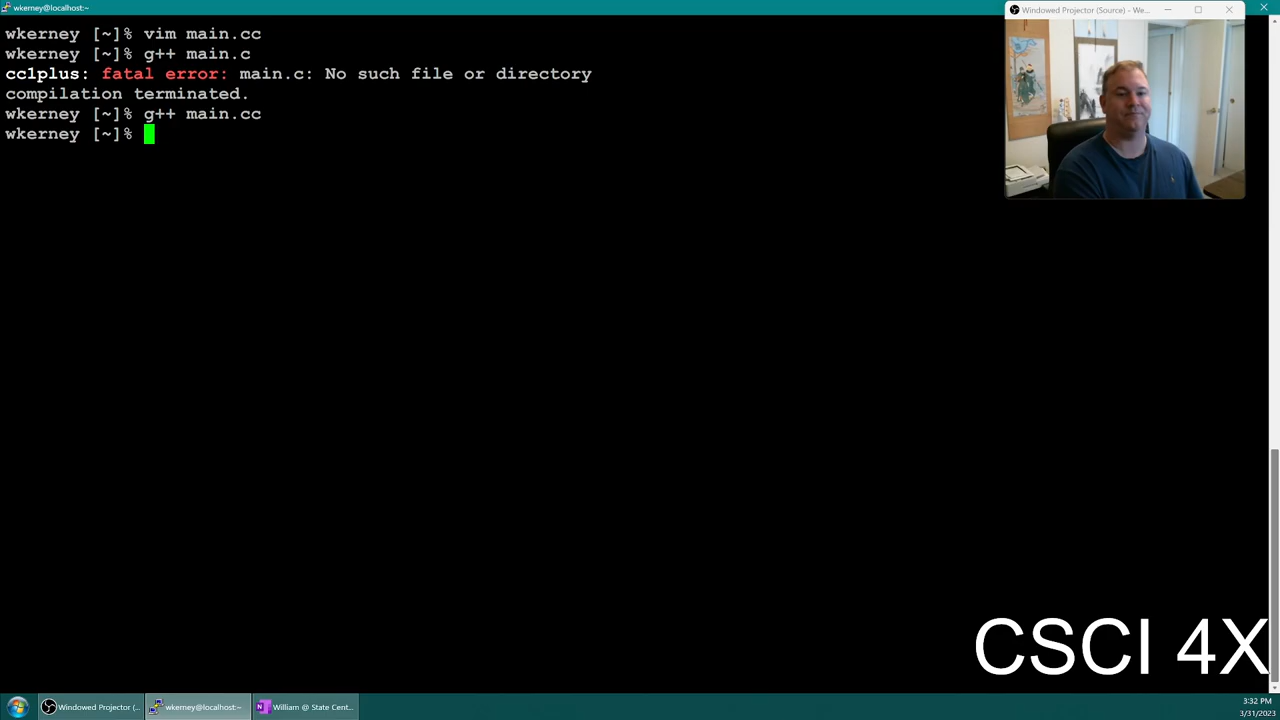 wkerney@localhost:~
wkerney [~]% vim main.cc
wkerney [~]% g++ main.c
cc1plus: fatal error: main.c: No such file or directory
compilation terminated.
wkerney [~]% g++ main.cc
wkerney [~]%
Windowed Projector (Source) - We...
CSCI 4X
Windowed Projector (...
wkerney@localhost:~
William @ State Cent...
3:32 PM
3/31/2023